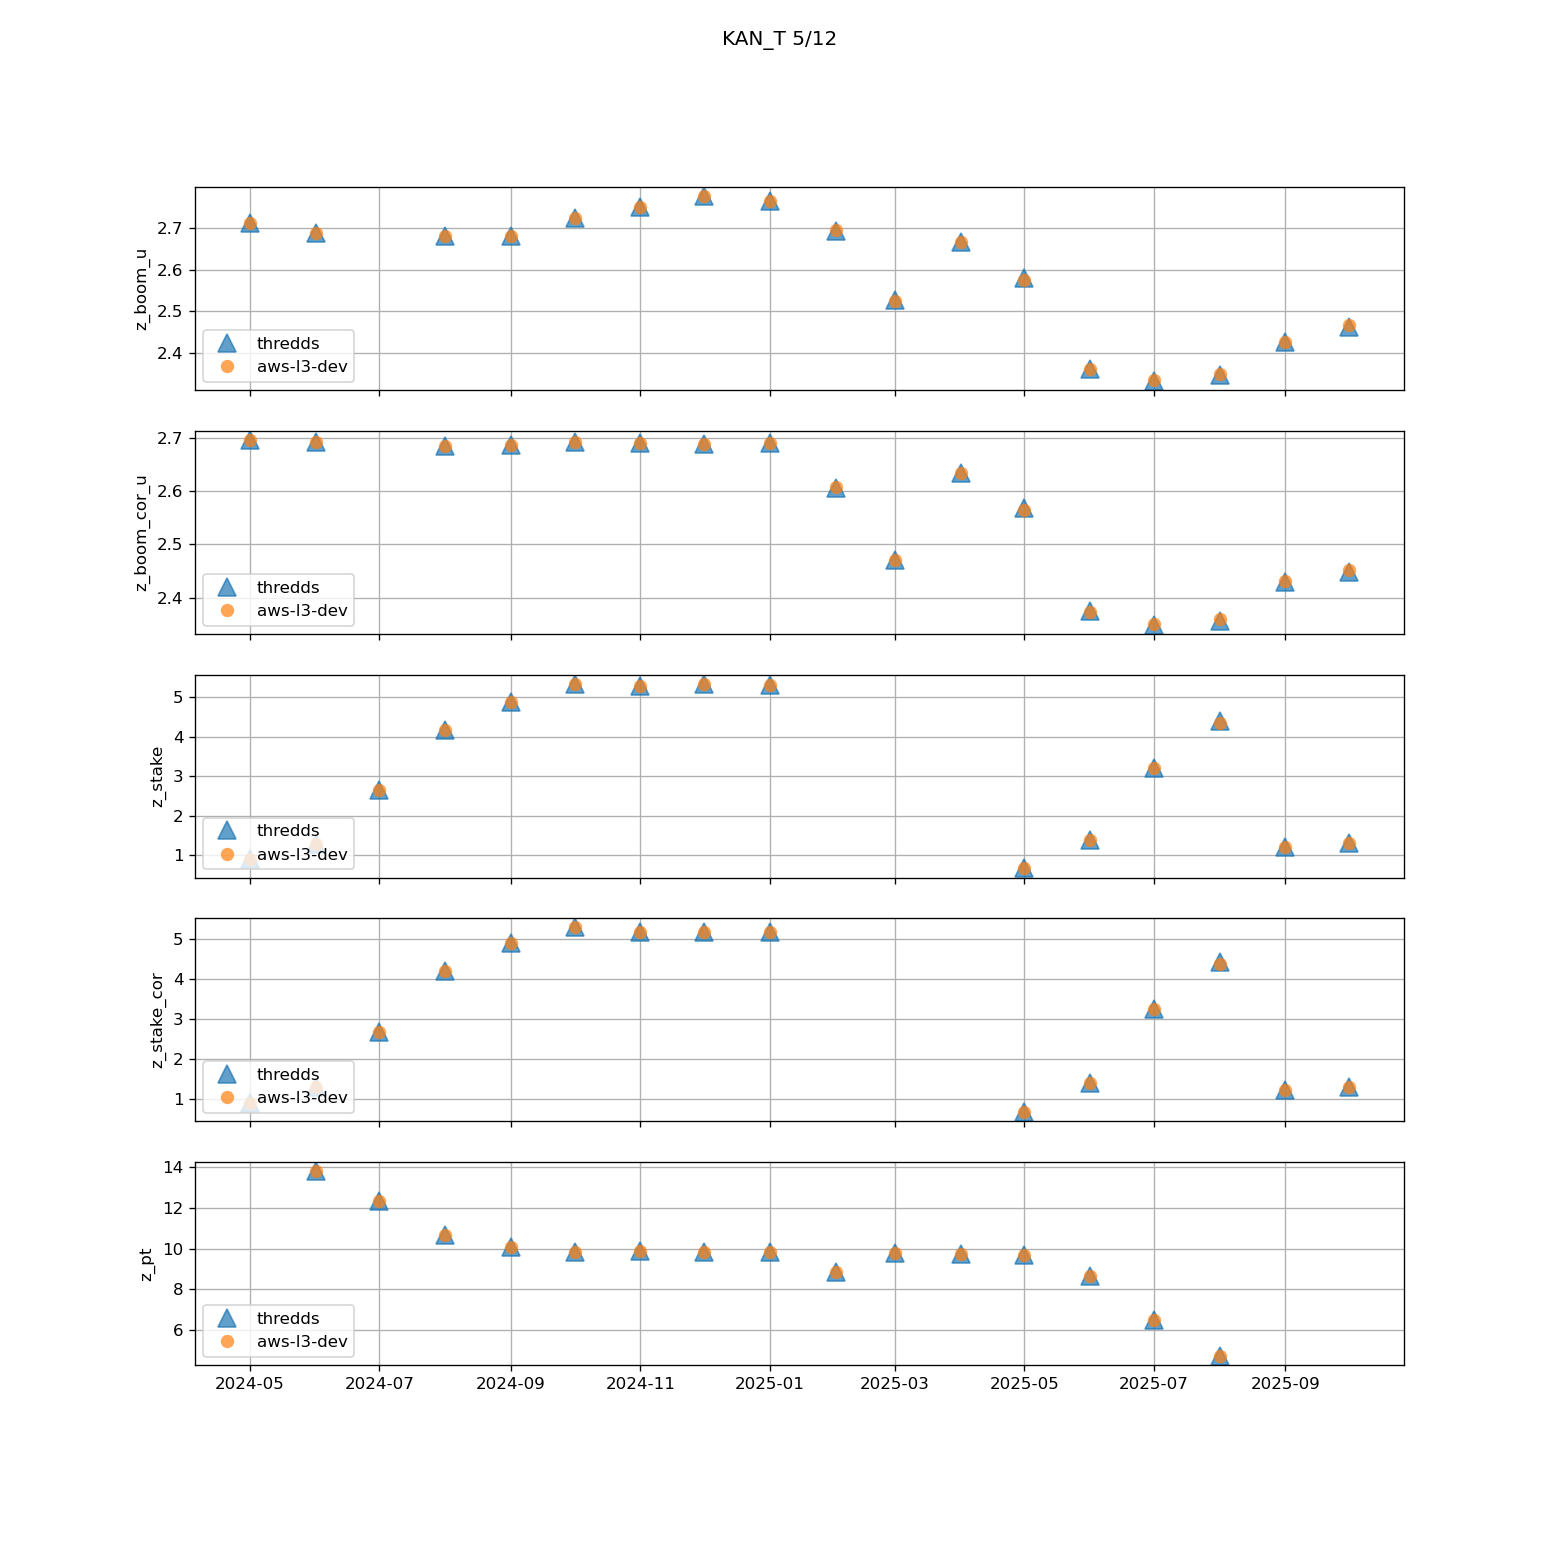 KAN_T 5/12
z_boom_u
2.7
2.6
2.5
2.4
thredds
aws-l3-dev
z_boom_cor_u
2.7
2.6
2.5
2.4
thredds
aws-l3-dev
z_stake
5
4
3
2
1
thredds
aws-l3-dev
z_stake_cor
5
4
3
2
1
thredds
aws-l3-dev
z_pt
14
12
10
8
6
thredds
aws-l3-dev
2024-05 2024-07 2024-09 2024-11 2025-01 2025-03 2025-05 2025-07 2025-09